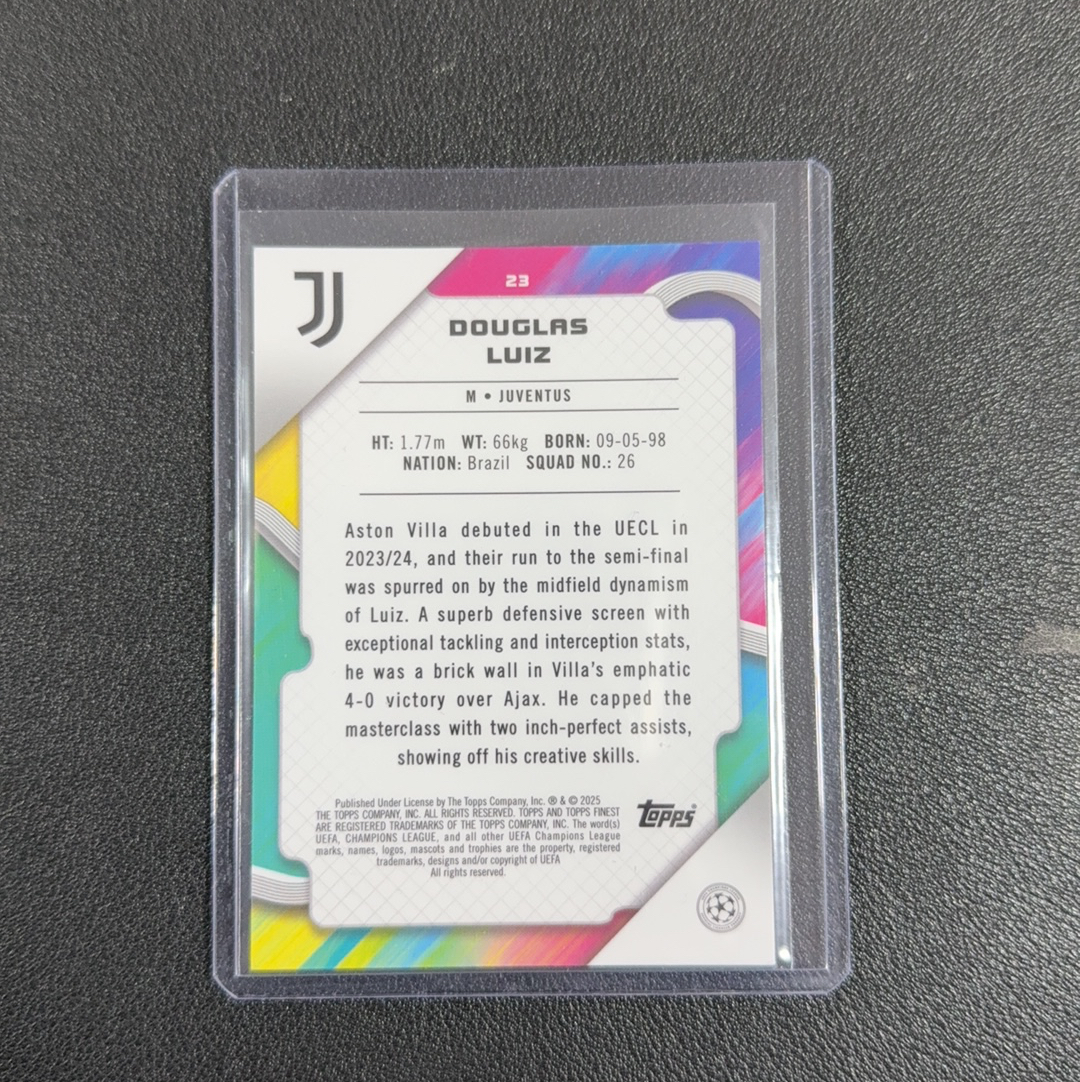 23
DOUGLAS
LUIZ
M • JUVENTUS
HT: 1.77m WT: 66kg BORN: 09-05-98
NATION: Brazil SQUAD NO.: 26
Aston Villa debuted in the UECL in
2023/24, and their run to the semi-final
was spurred on by the midfield dynamism
of Luiz. A superb defensive screen with
exceptional tackling and interception stats,
he was a brick wall in Villa's emphatic
4-0 victory over Ajax. He capped the
masterclass with two inch-perfect assists,
showing off his creative skills.
Published Under License by The Topps Company, Inc. ® & © 2025
THE TOPPS COMPANY, INC. ALL RIGHTS RESERVED. TOPPS AND TOPPS FINEST
ARE REGISTERED TRADEMARKS OF THE TOPPS COMPANY, INC. The word(s)
UEFA, CHAMPIONS LEAGUE, and all other UEFA Champions League
marks, names, logos, mascots and trophies are the property, registered
trademarks, designs and/or copyright of UEFA
All rights reserved.
Topps®